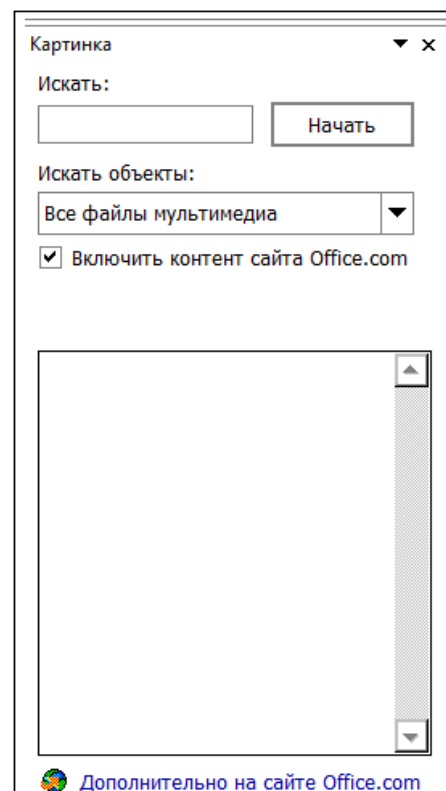 Картинка
Искать:
Начать
Искать объекты:
Все файлы мультимедиа
Включить контент сайта Office.com
Дополнительно на сайте Office.com